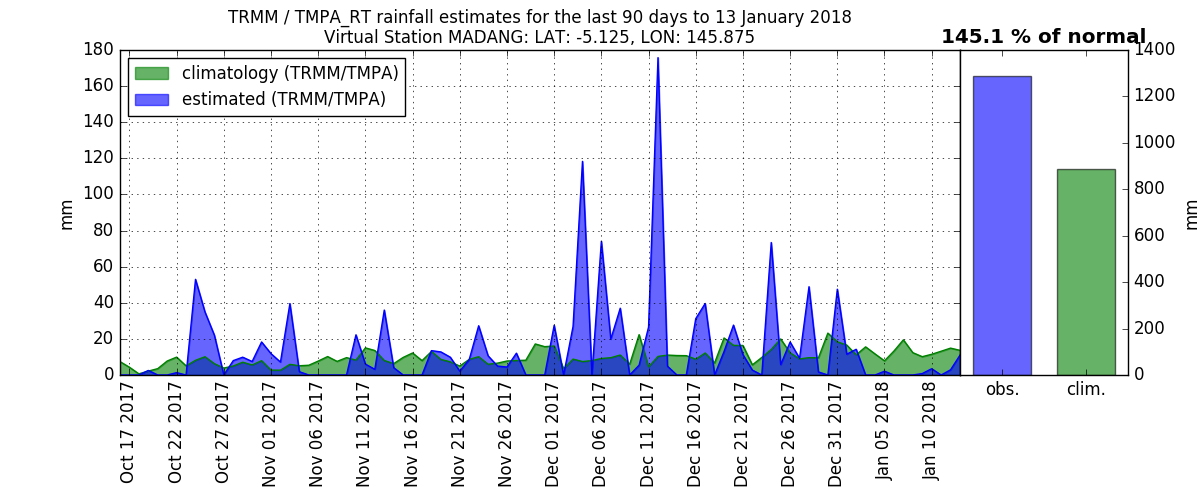 TRMM / TMPA_RT rainfall estimates for the last 90 days to 13 January 2018
Virtual Station MADANG: LAT: -5.125, LON: 145.875
145.1 % of normal
climatology (TRMM/TMPA)
estimated (TRMM/TMPA)
mm
180
160
140
120
100
80
60
40
20
0
Oct 17 2017
Oct 22 2017
Oct 27 2017
Nov 01 2017
Nov 06 2017
Nov 11 2017
Nov 16 2017
Nov 21 2017
Nov 26 2017
Dec 01 2017
Dec 06 2017
Dec 11 2017
Dec 16 2017
Dec 21 2017
Dec 26 2017
Dec 31 2017
Jan 05 2018
Jan 10 2018
1400
1200
1000
800
600
400
200
0
mm
obs.
clim.